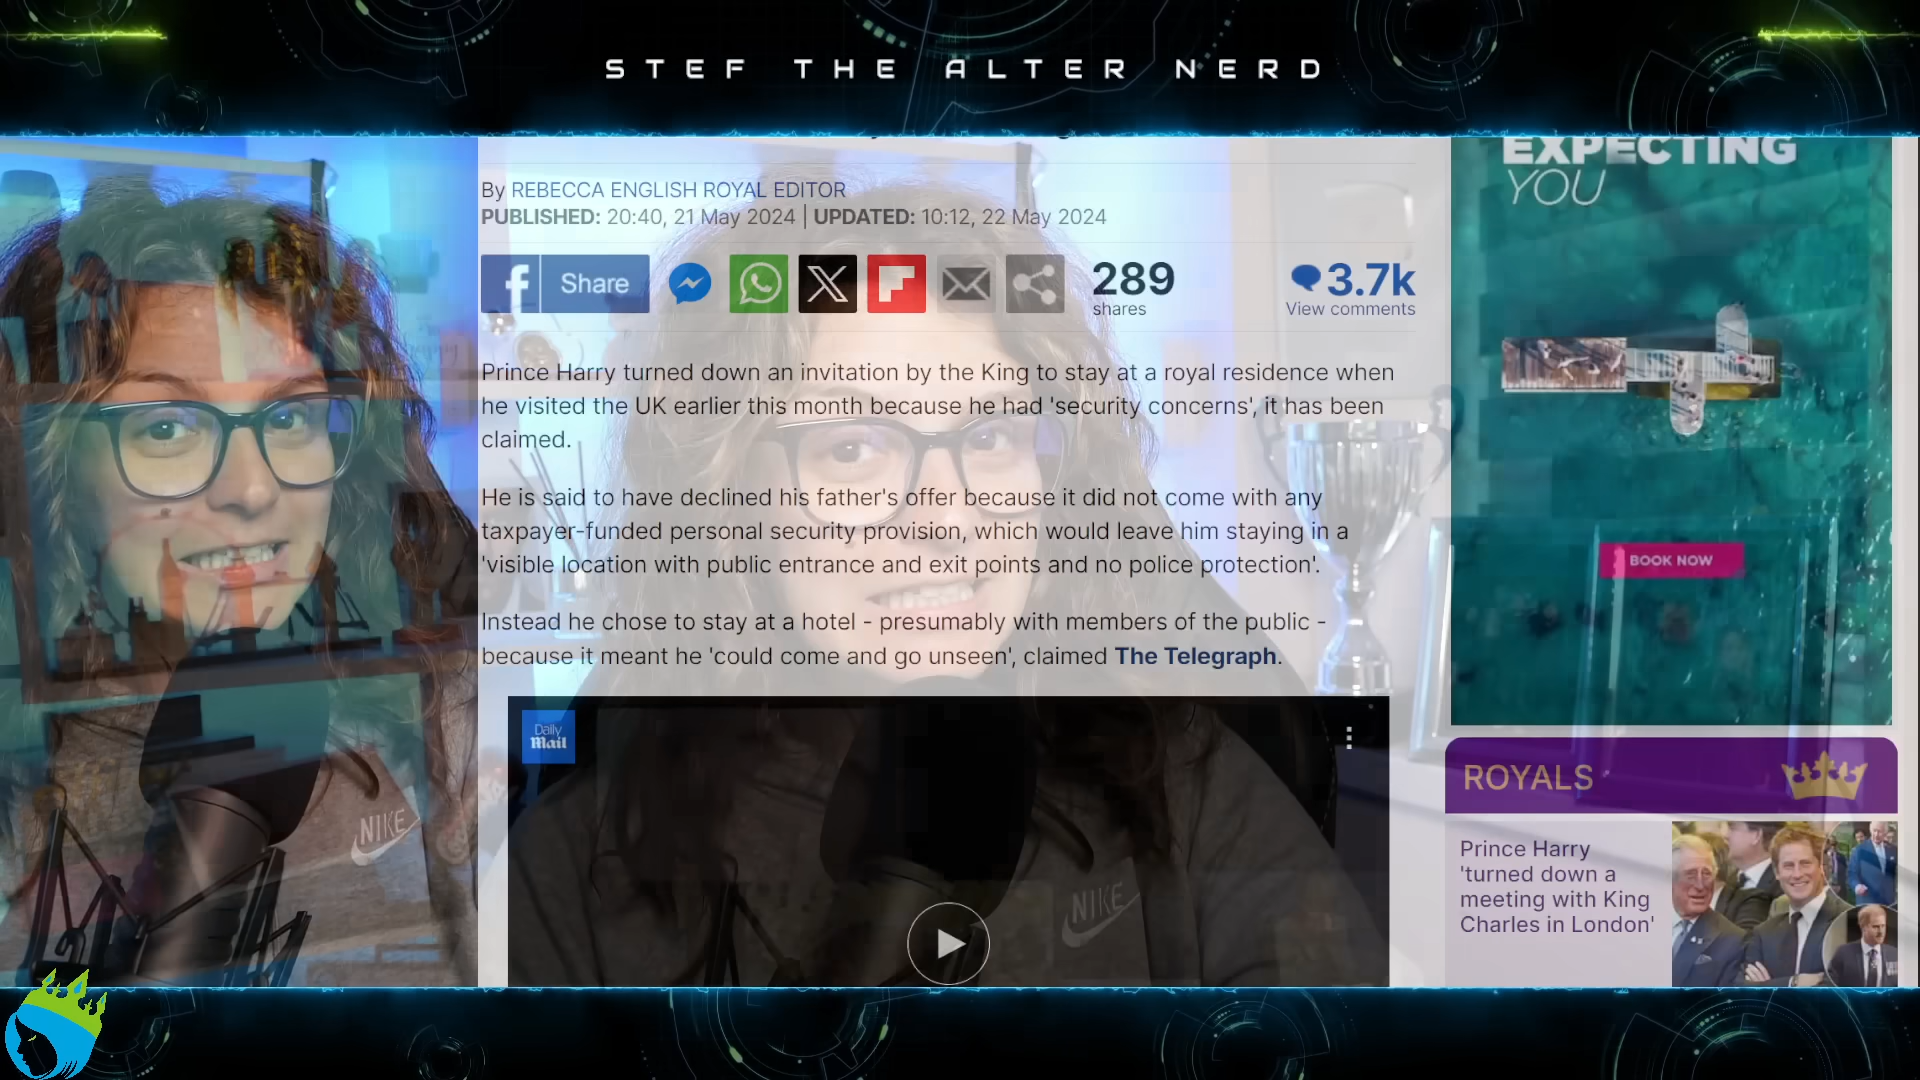 STEF THE ALTER NERD
EXPECTING
YOU
By REBECCA ENGLISH ROYAL EDITOR
PUBLISHED: 20:40, 21 May 2024 | UPDATED: 10:12, 22 May 2024
Share
289
shares
3.7k
View comments
Prince Harry turned down an invitation by the King to stay at a royal residence when
he visited the UK earlier this month because he had 'security concerns', it has been
claimed.
He is said to have declined his father's offer because it did not come with any
taxpayer-funded personal security provision, which would leave him staying in a
'visible location with public entrance and exit points and no police protection'.
Instead he chose to stay at a hotel - presumably with members of the public -
because it meant he 'could come and go unseen', claimed The Telegraph.
BOOK NOW
Daily
Mail
ROYALS
Prince Harry
'turned down a
meeting with King
Charles in London'
NIKE
NIKE